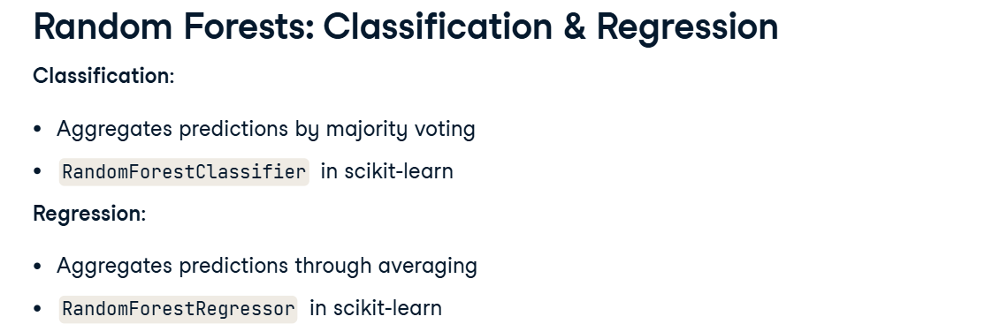 Random Forests: Classification & Regression
Classification:
• Aggregates predictions by majority voting
• RandomForestClassifier in scikit-learn
Regression:
• Aggregates predictions through averaging
• RandomForestRegressor in scikit-learn